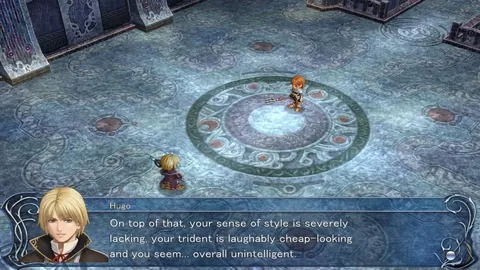 Hugo
On top of that, your sense of style is severely
lacking, your trident is laughably cheap-looking
and you seem... overall unintelligent.